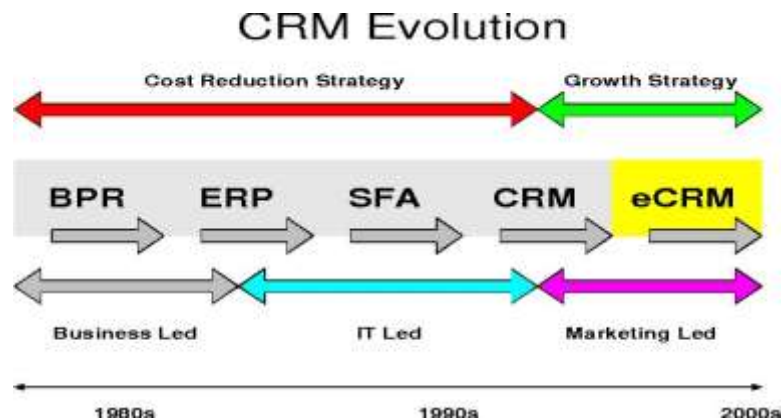 CRM Evolution
Cost Reduction Strategy Growth Strategy
BPR ERP SFA CRM eCRM
Business Led IT Led Marketing Led
1980s 1990s 2000s